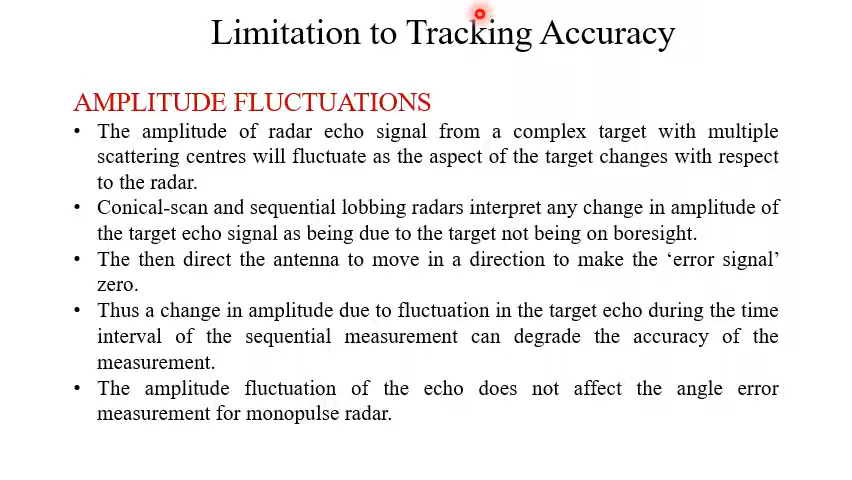 Limitation to Tracking Accuracy
AMPLITUDE FLUCTUATIONS
• The amplitude of radar echo signal from a complex target with multiple
scattering centres will fluctuate as the aspect of the target changes with respect
to the radar.
• Conical-scan and sequential lobbing radars interpret any change in amplitude of
the target echo signal as being due to the target not being on boresight.
• The then direct the antenna to move in a direction to make the ‘error signal’
zero.
• Thus a change in amplitude due to fluctuation in the target echo during the time
interval of the sequential measurement can degrade the accuracy of the
measurement.
• The amplitude fluctuation of the echo does not affect the angle error
measurement for monopulse radar.